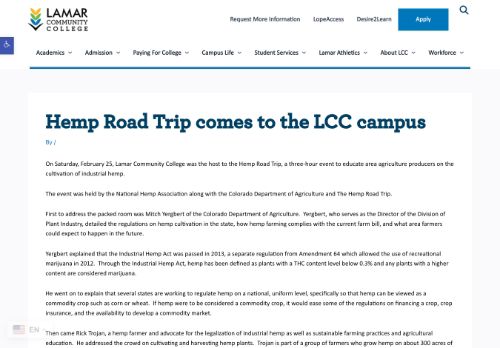 LAMAR
COMMUNITY
COLLEGE
Request More Information LopeAccess Desire2Learn Apply
Academics Admission Paying For College Campus Life Student Services Lamar Athletics About LCC Workforce
Hemp Road Trip comes to the LCC campus
By /
On Saturday, February 25, Lamar Community College was the host to the Hemp Road Trip, a three-hour event to educate area agriculture producers on the
cultivation of industrial hemp.
The event was held by the National Hemp Association along with the Colorado Department of Agriculture and The Hemp Road Trip.
First to address the packed room was Mitch Yergbert of the Colorado Department of Agriculture. Yergbert, who serves as the Director of the Division of
Plant Industry, detailed the regulations on hemp cultivation in the state, how hemp farming complies with the current farm bill, and what area farmers
could expect to happen in the future.
Yergbert explained that the Industrial Hemp Act was passed in 2013, a separate regulation from Amendment 64 which allowed the use of recreational
marijuana in 2012. Through the Industrial Hemp Act, hemp has been defined as plants with a THC content level below 0.3% and any plants with a higher
content are considered marijuana.
He went on to explain that several states are working to regulate hemp on a national, uniform level, specifically so that hemp can be viewed as a
commodity crop such as corn or wheat. If hemp were to be considered a commodity crop, it would ease some of the regulations on financing a crop, crop
insurance, and the availability to develop a commodity market.
Then came Rick Trojan, a hemp farmer and advocate for the legalization of industrial hemp as well as sustainable farming practices and agricultural
education. He addressed the crowd on cultivating and harvesting hemp plants. Trojan is part of a group of farmers who grow hemp on about 300 acres of
EN